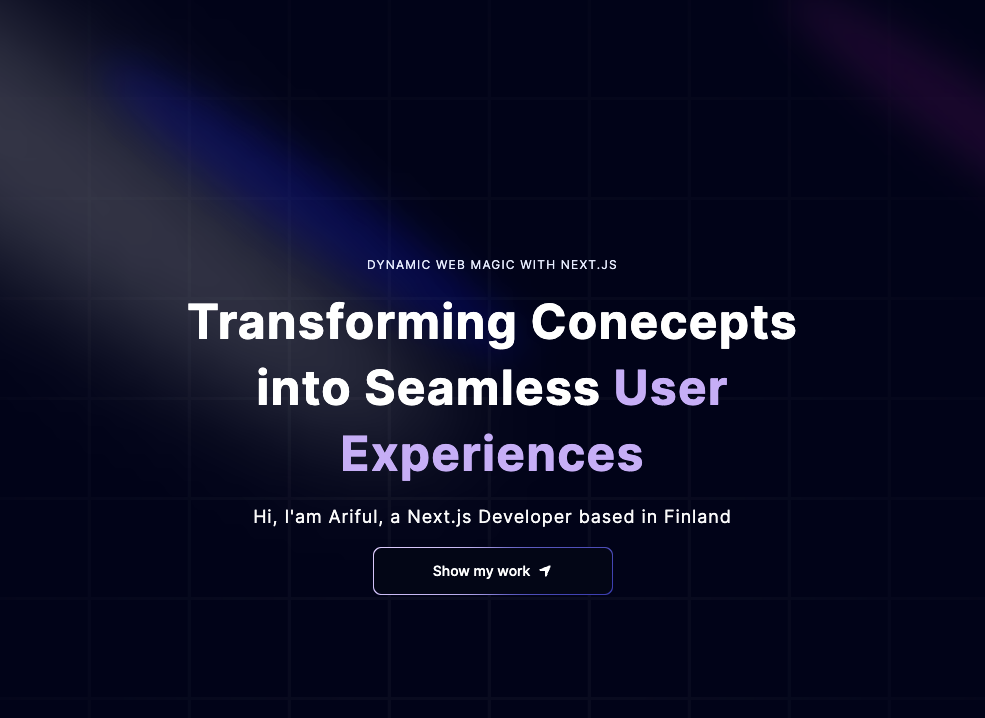 DYNAMIC WEB MAGIC WITH NEXT.JS
Transforming Conecepts
into Seamless User
Experiences
Hi, I'am Ariful, a Next.js Developer based in Finland
Show my work